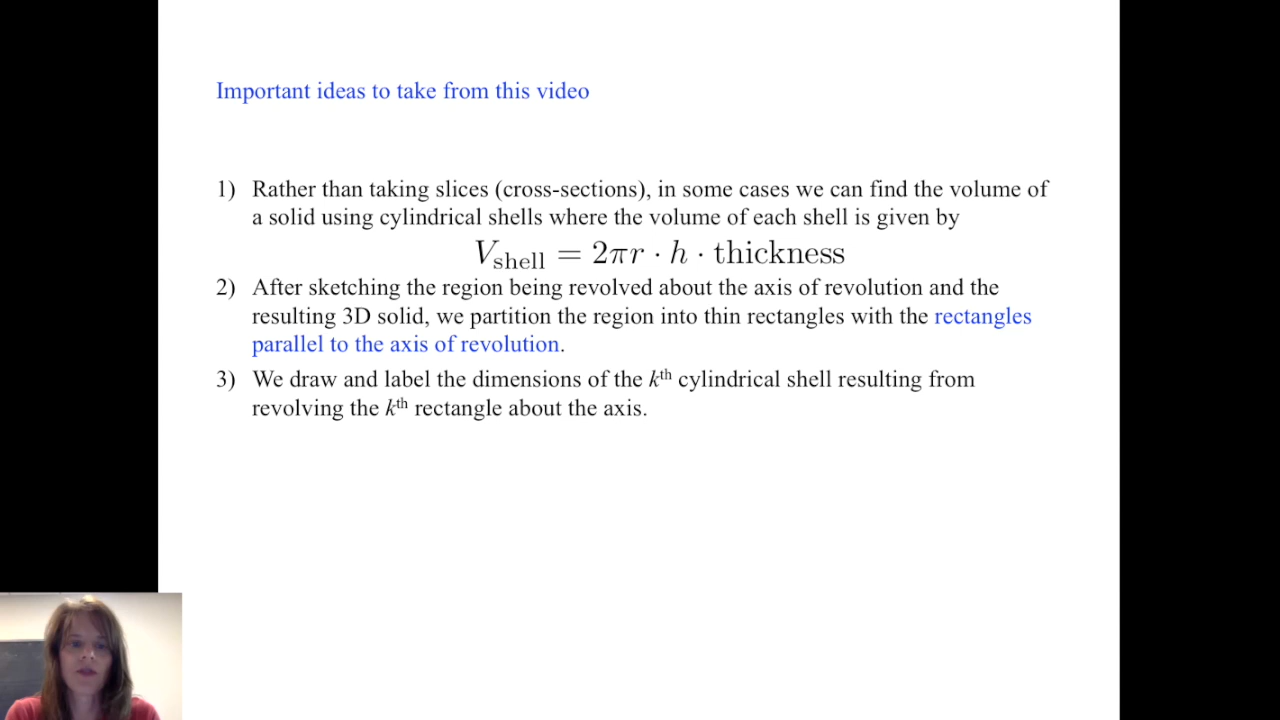 Important ideas to take from this video
1) Rather than taking slices (cross-sections), in some cases we can find the volume of
a solid using cylindrical shells where the volume of each shell is given by
V_shell = 2πr · h · thickness
2) After sketching the region being revolved about the axis of revolution and the
resulting 3D solid, we partition the region into thin rectangles with the rectangles
parallel to the axis of revolution.
3) We draw and label the dimensions of the kth cylindrical shell resulting from
revolving the kth rectangle about the axis.